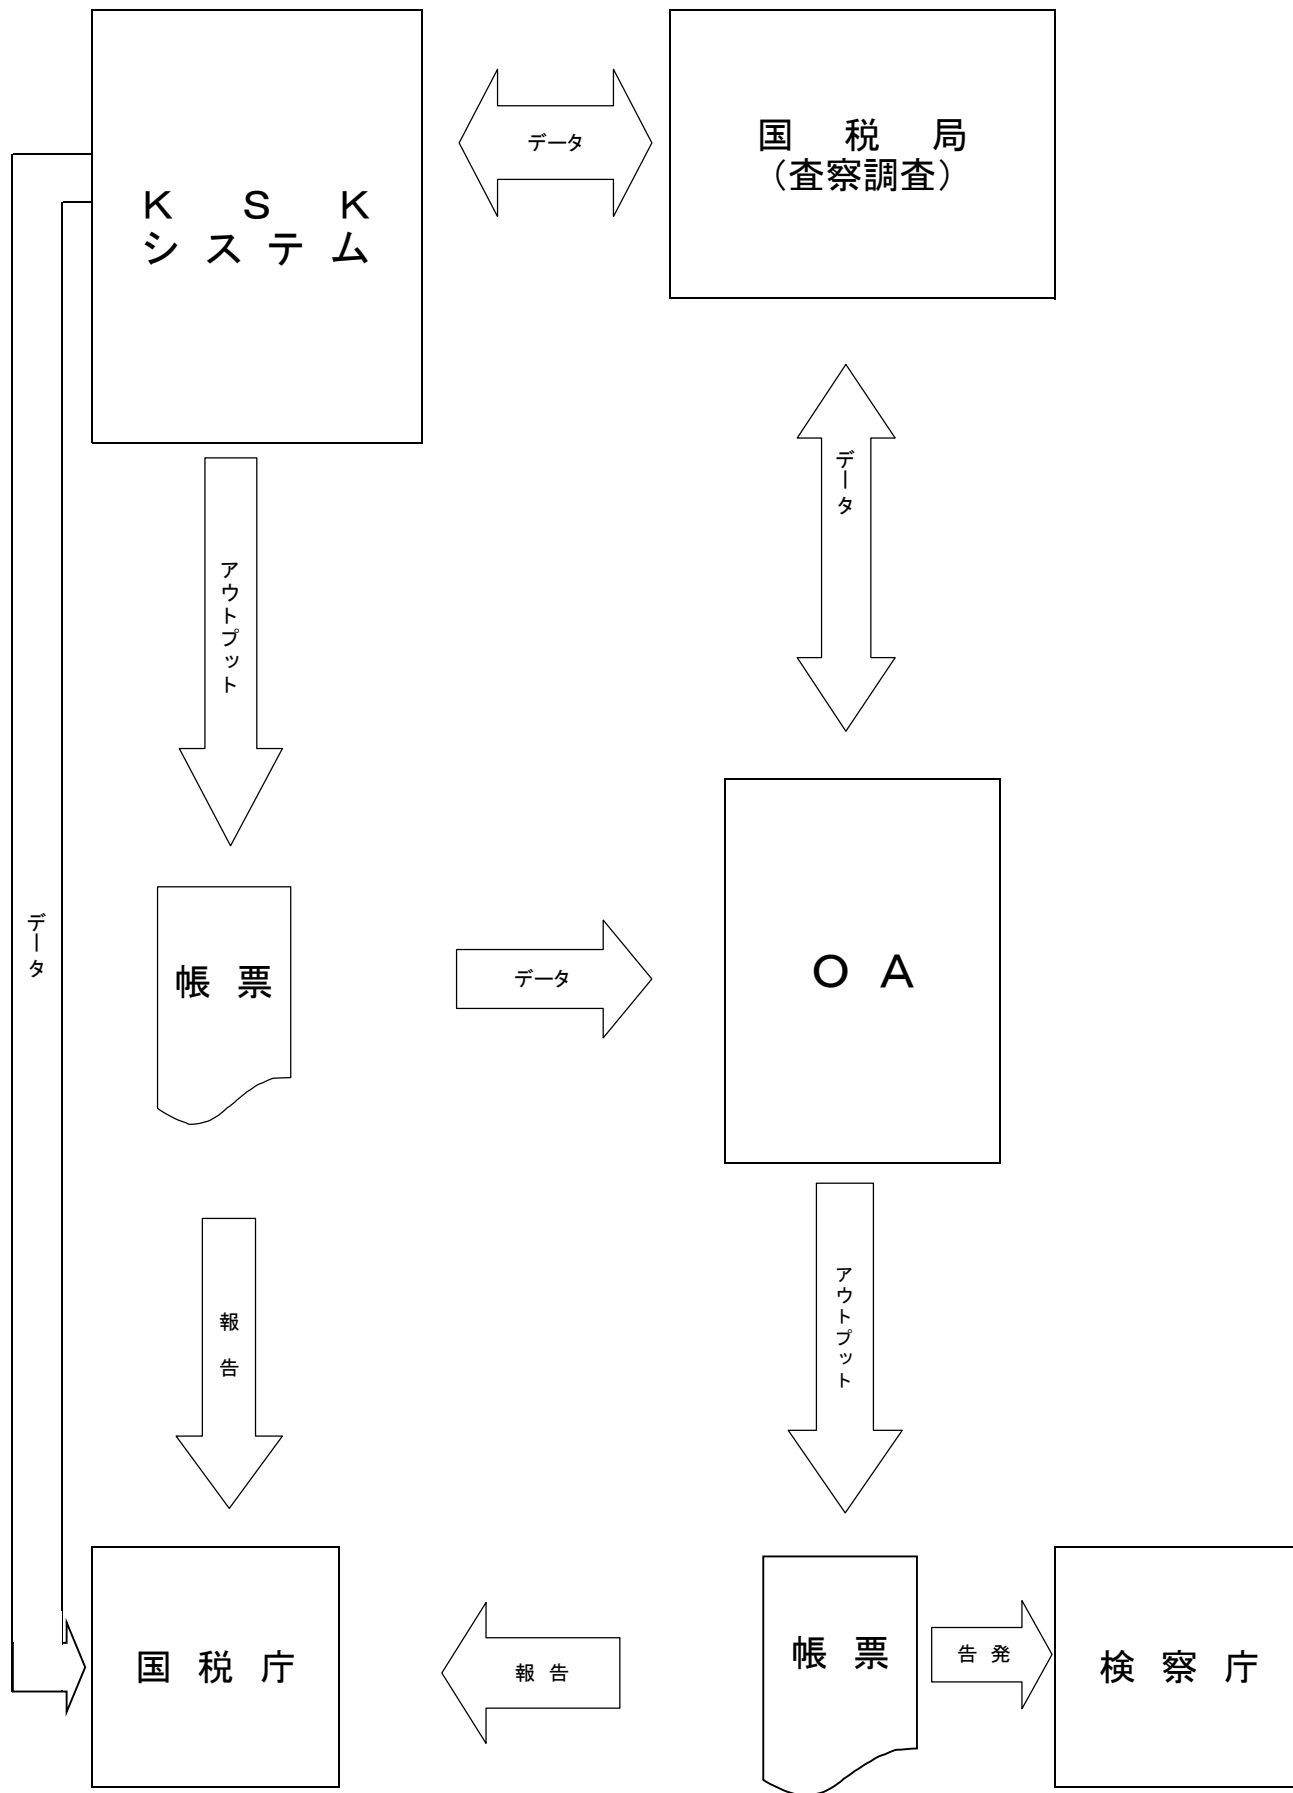 K S K
システム
データ
国税局
（査察調査）
データ
アウトプット
データ
帳票
データ
OA
報告
アウトプット
国税庁
報告
帳票
告発
検察庁